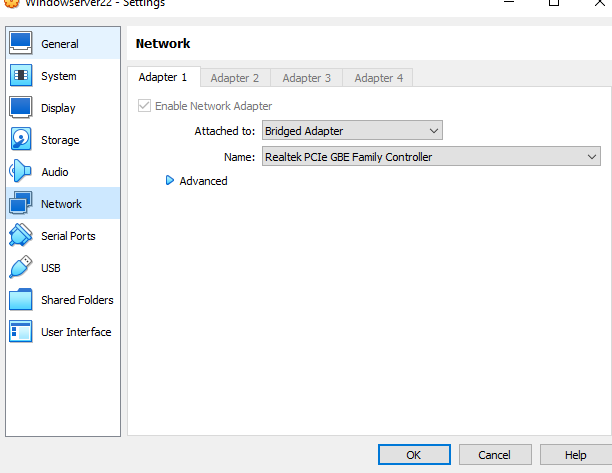 Windowserver22 - Settings
General
System
Display
Storage
Audio
Network
Serial Ports
USB
Shared Folders
User Interface
Network
Adapter 1 Adapter 2 Adapter 3 Adapter 4
Enable Network Adapter
Attached to: Bridged Adapter
Name: Realtek PCIe GBE Family Controller
Advanced
OK Cancel Help